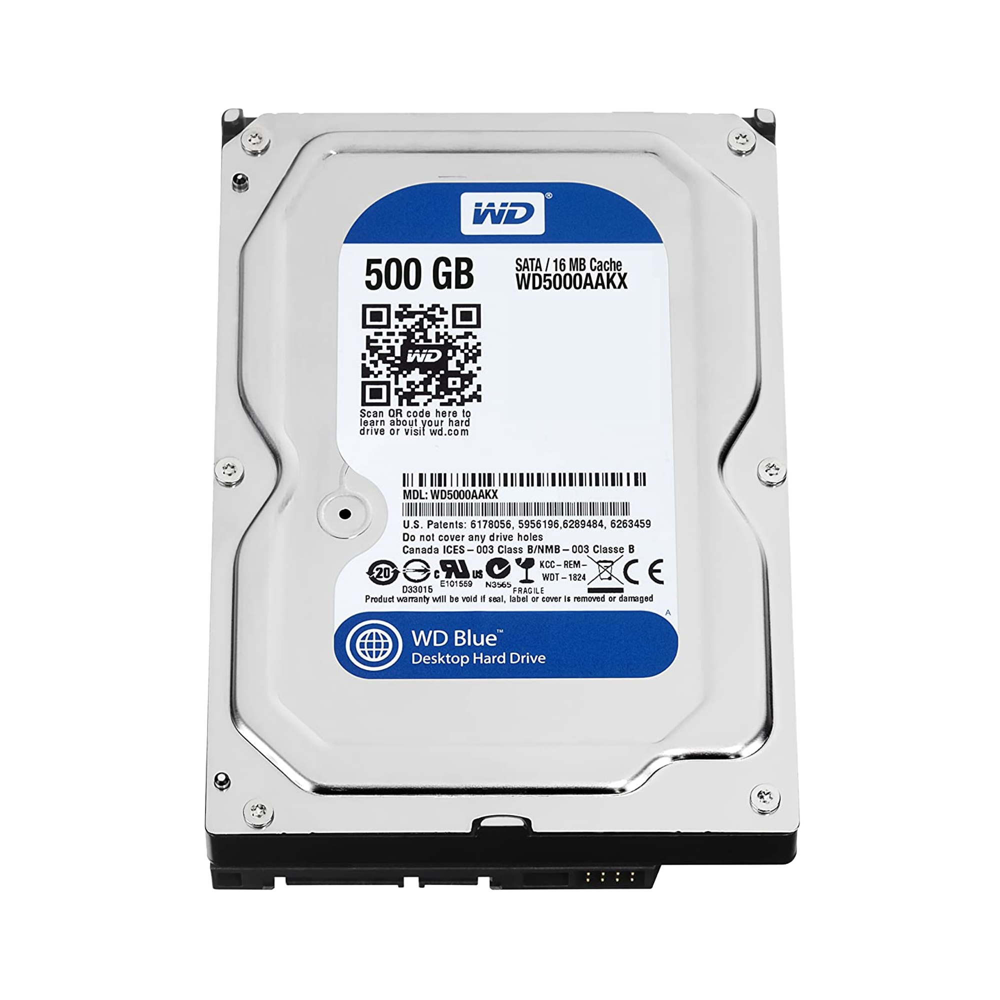 WD®
500 GB
SATA / 16 MB Cache
WD5000AAKX
WD
Scan QR code here to
learn about your hard
drive or visit wd.com
MDL: WD5000AAKX
U.S. Patents: 6178056, 5956196,6289484, 6263459
Do not cover any drive holes
Canada ICES – 003 Class B/NMB – 003 Classe B
20
D33015
c RU US
E101559
N3565
FRAGILE
KCC – REM –
WDT – 1824
CE
Product warranty will be void if seal, label or cover is removed or damaged
A
WD Blue™
Desktop Hard Drive